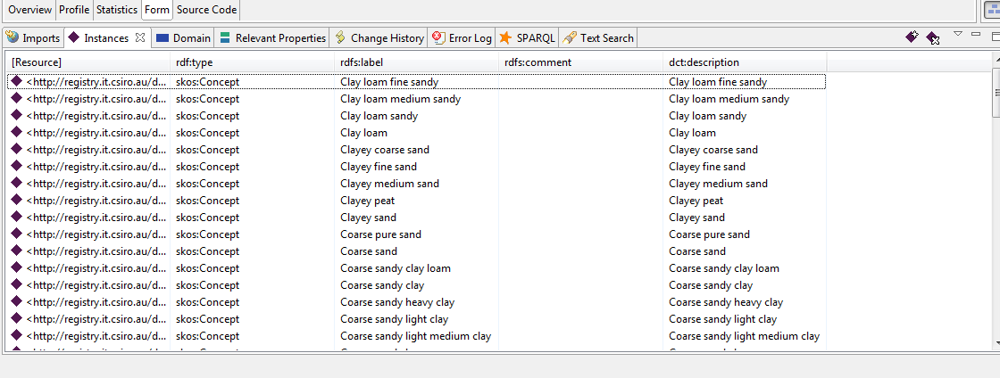 Overview Profile Statistics Form Source Code
Imports Instances Domain Relevant Properties Change History Error Log SPARQL Text Search
[Resource] rdf:type rdfs:label rdfs:comment dct:description
<http://registry.it.csiro.au/d... skos:Concept Clay loam fine sandy Clay loam fine sandy
<http://registry.it.csiro.au/d... skos:Concept Clay loam medium sandy Clay loam medium sandy
<http://registry.it.csiro.au/d... skos:Concept Clay loam sandy Clay loam sandy
<http://registry.it.csiro.au/d... skos:Concept Clay loam Clay loam
<http://registry.it.csiro.au/d... skos:Concept Clayey coarse sand Clayey coarse sand
<http://registry.it.csiro.au/d... skos:Concept Clayey fine sand Clayey fine sand
<http://registry.it.csiro.au/d... skos:Concept Clayey medium sand Clayey medium sand
<http://registry.it.csiro.au/d... skos:Concept Clayey peat Clayey peat
<http://registry.it.csiro.au/d... skos:Concept Clayey sand Clayey sand
<http://registry.it.csiro.au/d... skos:Concept Coarse pure sand Coarse pure sand
<http://registry.it.csiro.au/d... skos:Concept Coarse sand Coarse sand
<http://registry.it.csiro.au/d... skos:Concept Coarse sandy clay loam Coarse sandy clay loam
<http://registry.it.csiro.au/d... skos:Concept Coarse sandy clay Coarse sandy clay
<http://registry.it.csiro.au/d... skos:Concept Coarse sandy heavy clay Coarse sandy heavy clay
<http://registry.it.csiro.au/d... skos:Concept Coarse sandy light clay Coarse sandy light clay
<http://registry.it.csiro.au/d... skos:Concept Coarse sandy light medium clay Coarse sandy light medium clay